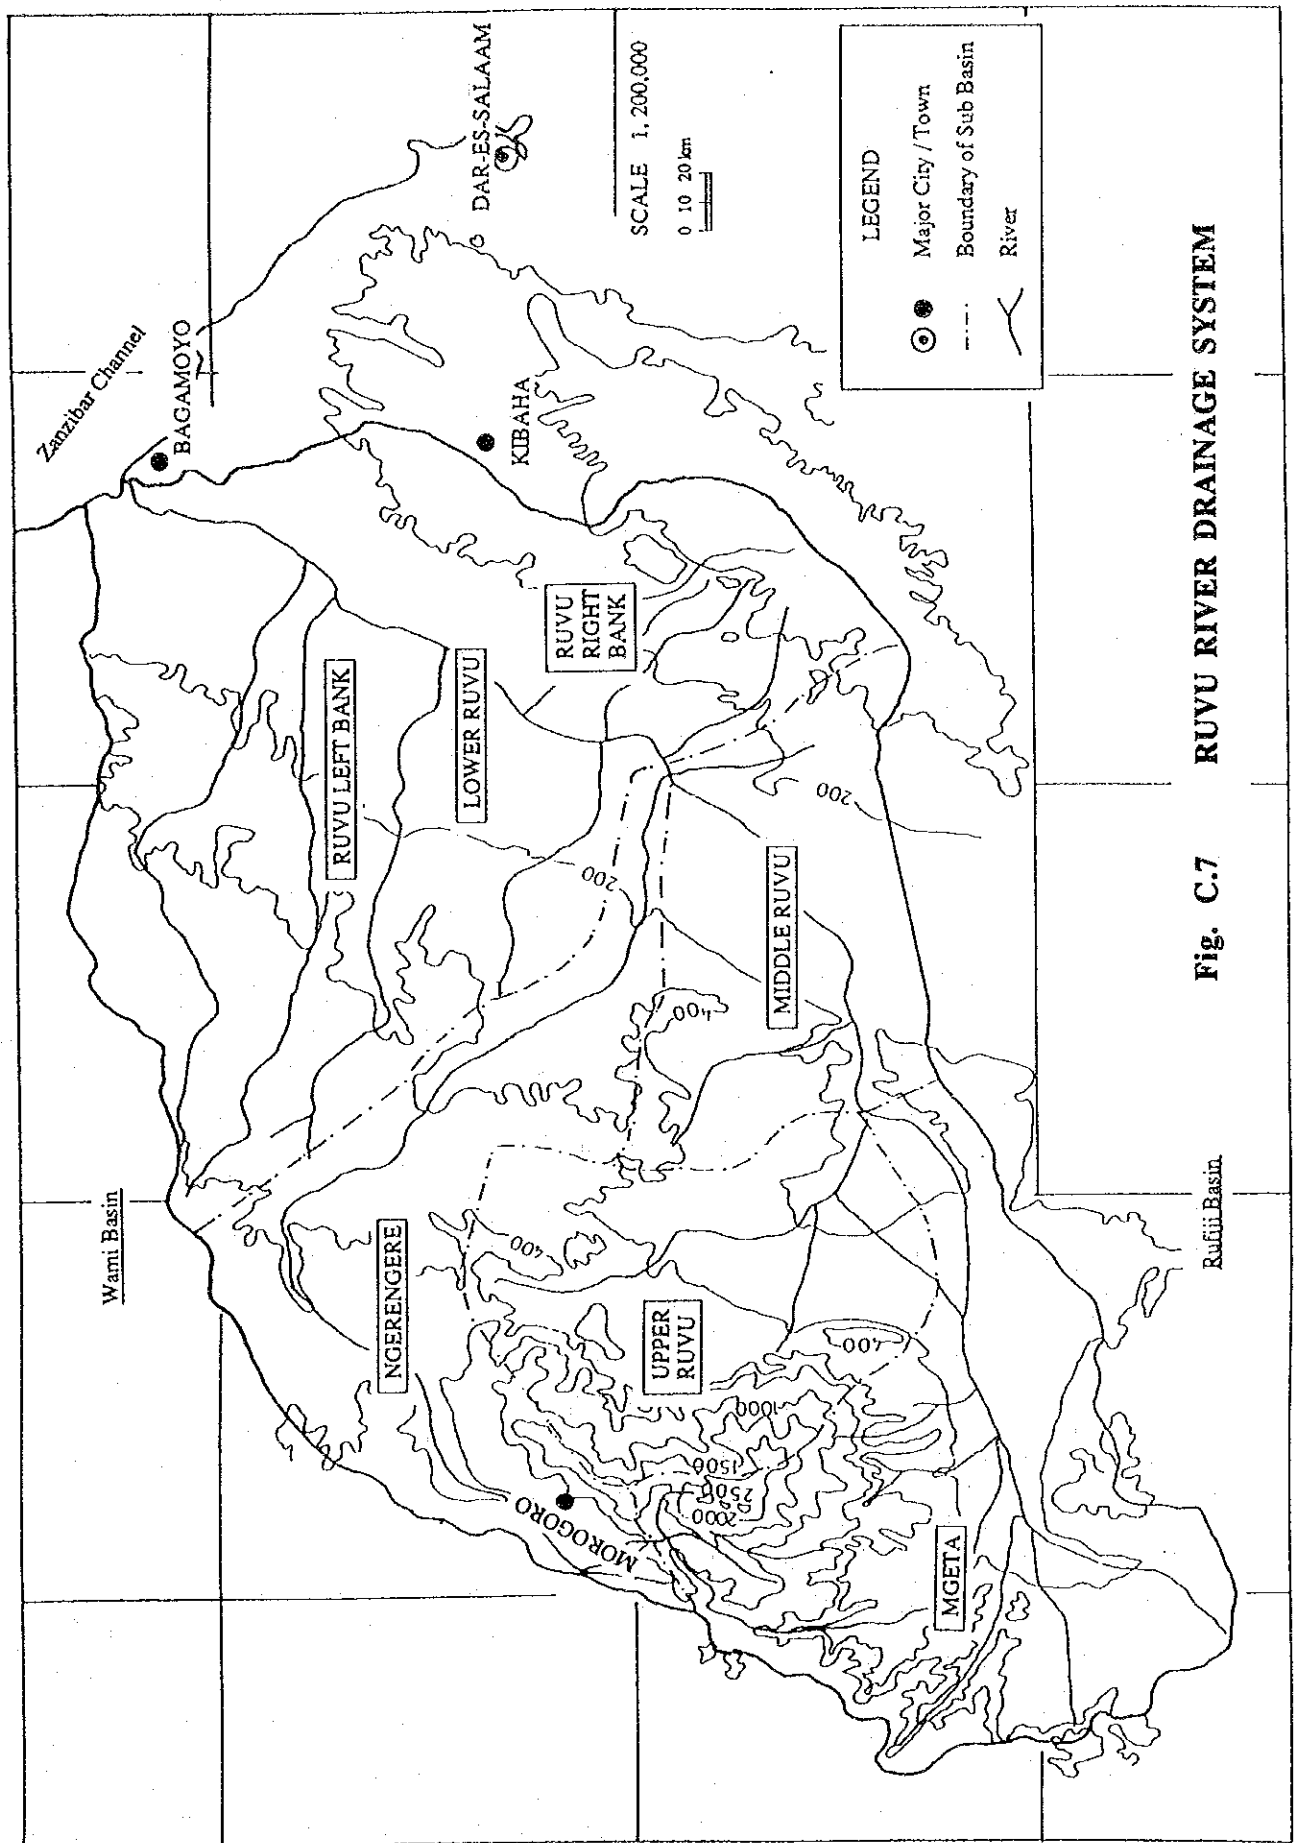 Zanzibar Channel
BAGAMOYO
DAR-ES-SALAAM
KIBAHA
SCALE 1, 200,000
0 10 20 km
LEGEND
Major City / Town
Boundary of Sub Basin
River
Wami Basin
RUVU LEFT BANK
LOWER RUVU
RUVU
RIGHT
BANK
200
200
MIDDLE RUVU
400
NGERENGERE
400
UPPER
RUVU
400
1000
1500
2500
2000
MOROGORO
MGETA
Rufiji Basin
Fig. C.7 RUVU RIVER DRAINAGE SYSTEM